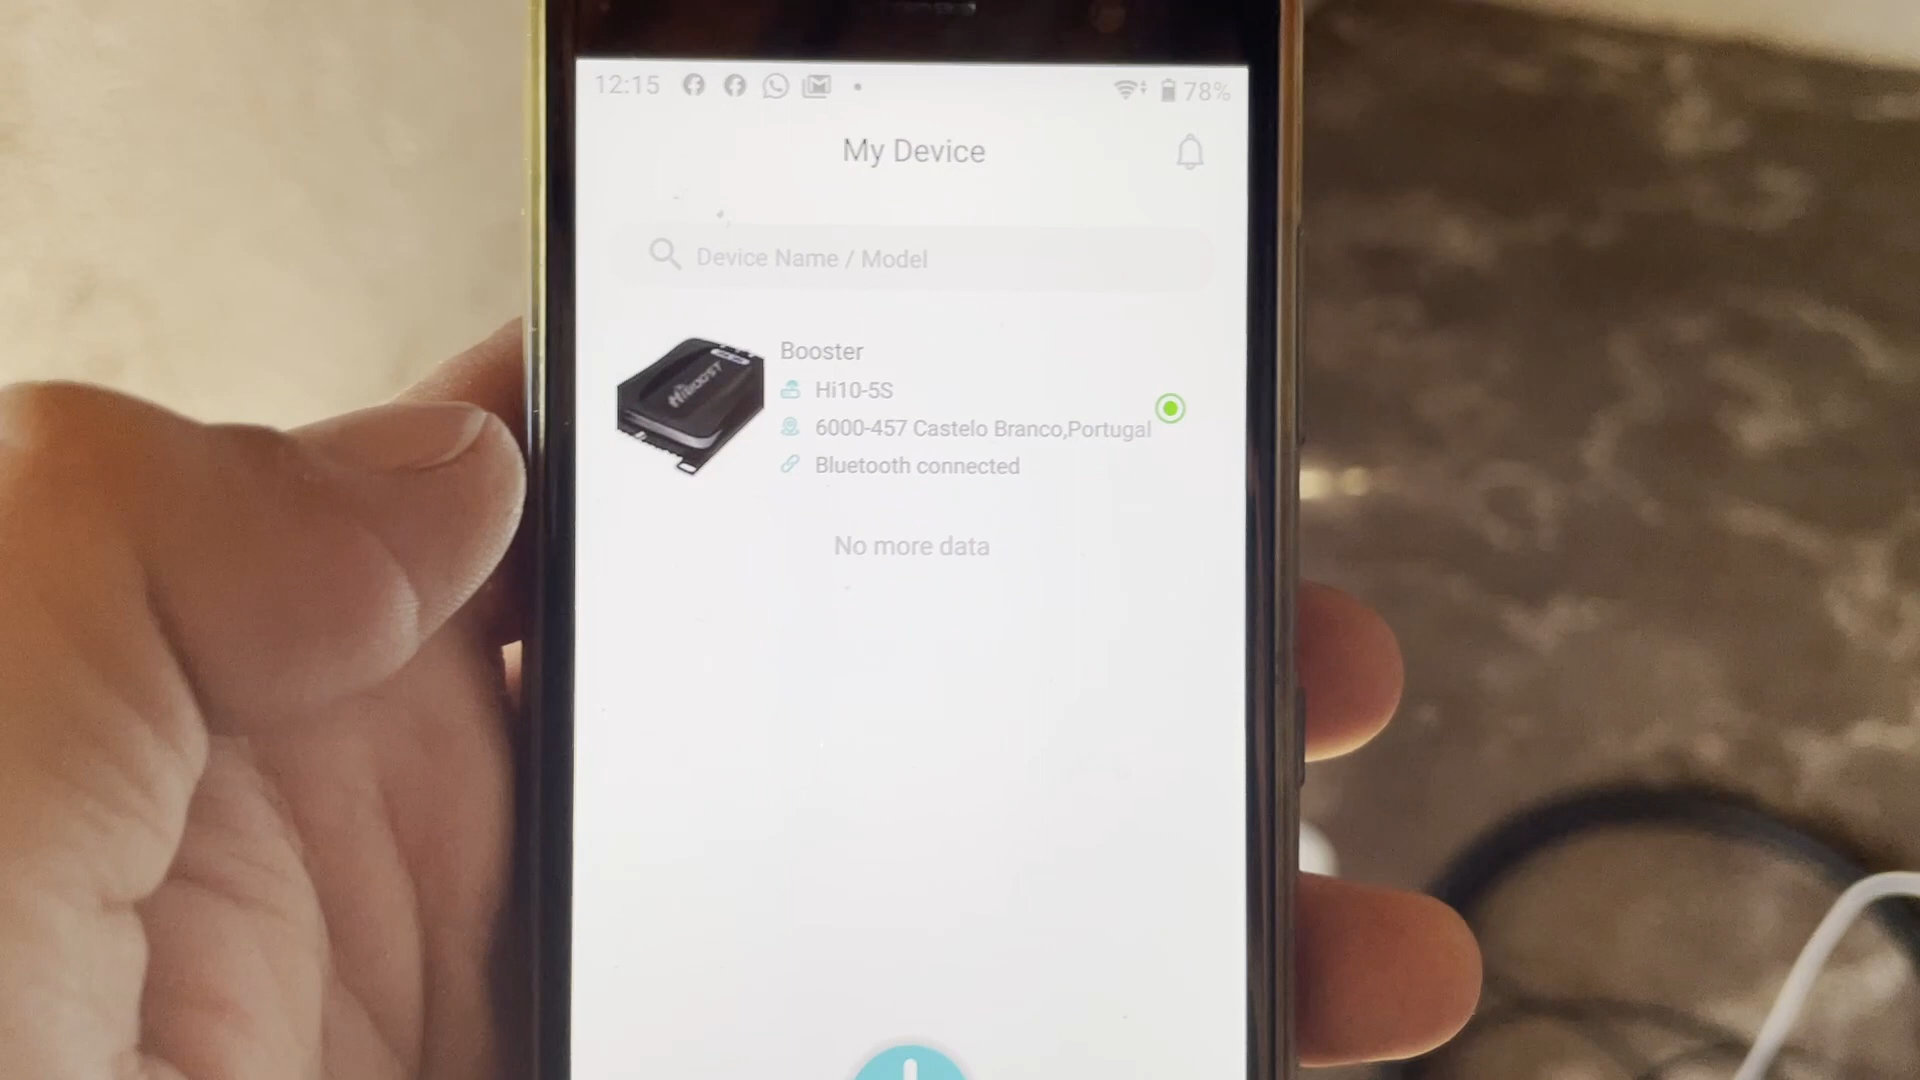 12:15
78%
My Device
Device Name / Model
HiBOOST
Booster
Hi10-5S
6000-457 Castelo Branco,Portugal
Bluetooth connected
No more data